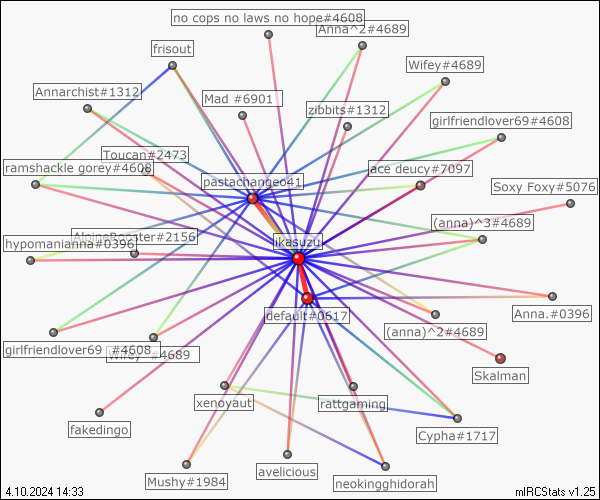 no cops no laws no hope#4608
Anna^2#4689
frisout
Wifey#4689
Annarchist#1312
Mad #6901
zibbits#1312
girlfriendlover69#4608
Toucan#2473
ramshackle gorey#4608
ace deucy#7097
pastachangeo41
Soxy Foxy#5076
(anna)^3#4689
AlpineBooster#2156
ikasuzu
hypomanianna#0396
default#0617
Anna.#0396
(anna)^2#4689
girlfriendlover69 #4608
Wifey~#4689
Skalman
xenoyaut
rattgaming
fakedingo
Cypha#1717
avelicious
Mushy#1984
neokingghidorah
4.10.2024 14:33
mIRCStats v1.25